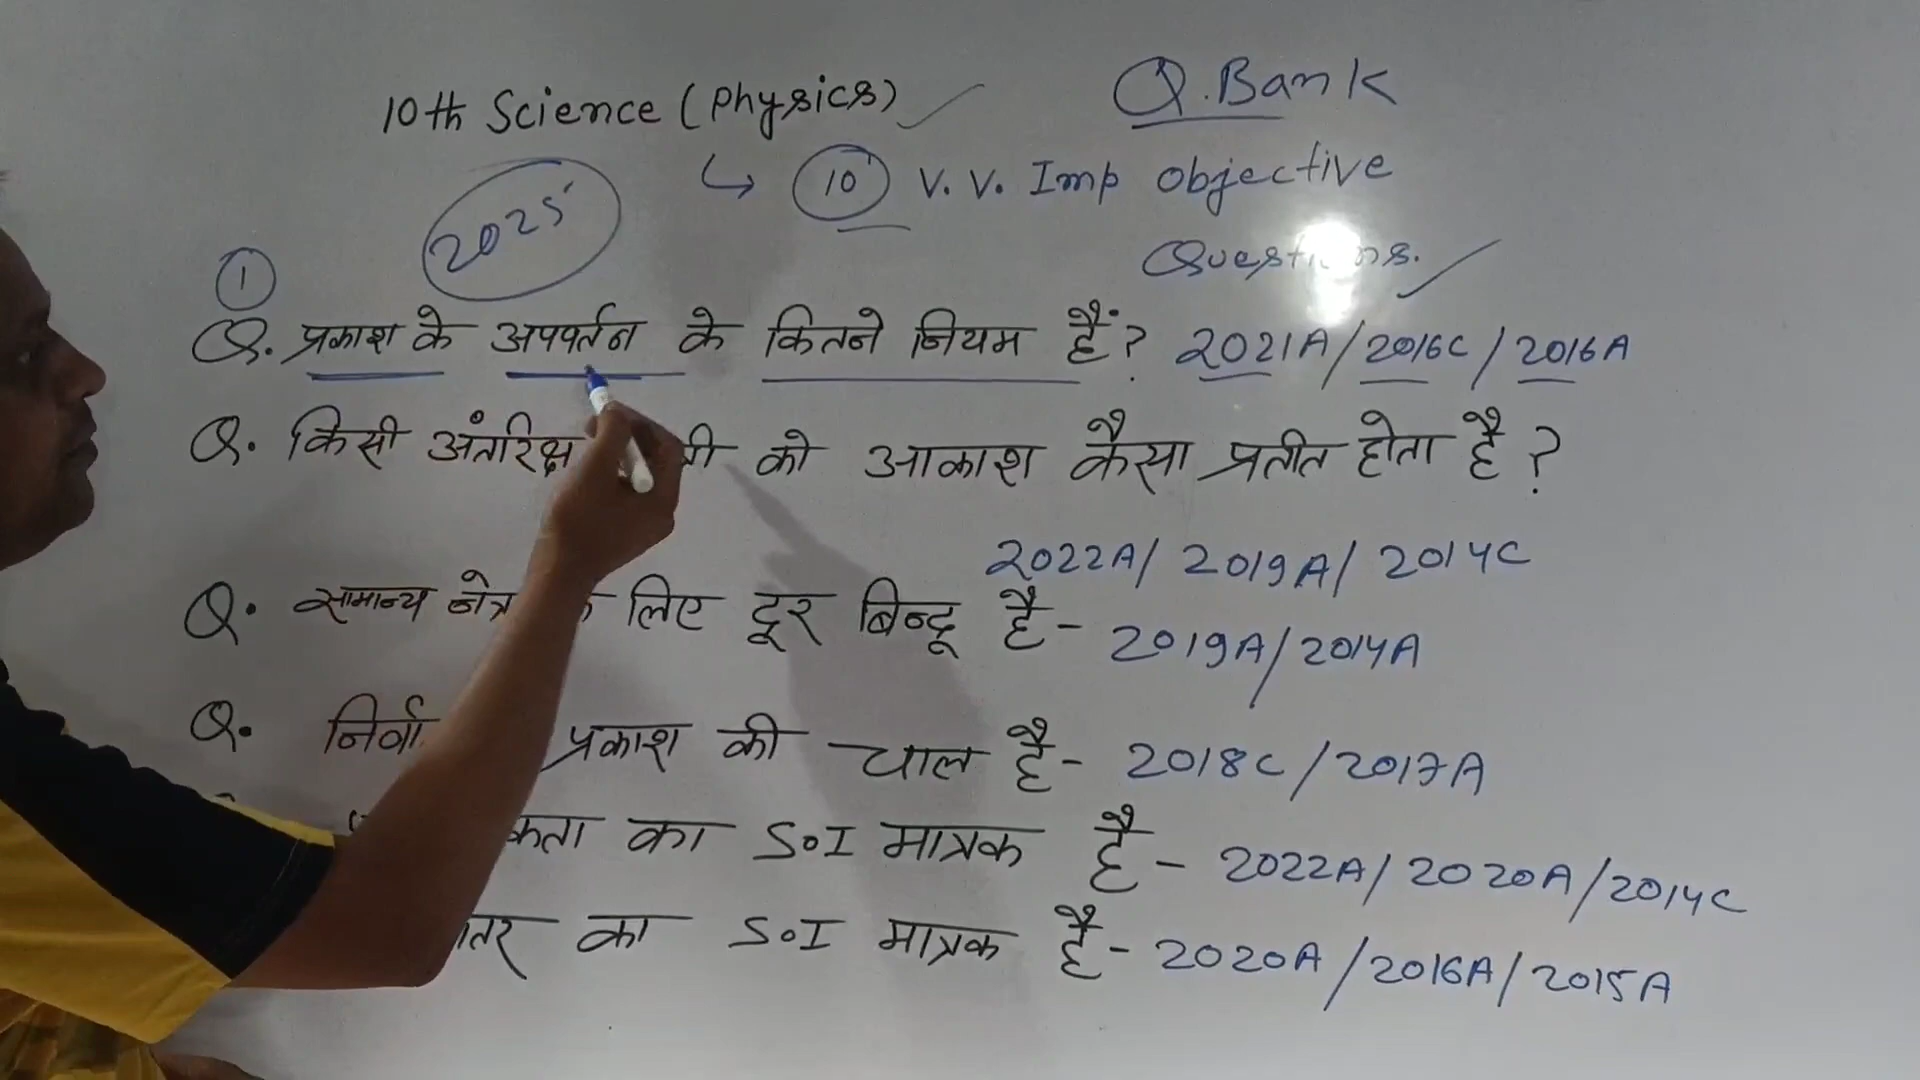 10th Science (Physics)
Q. Bank
→ 10 V. V. Imp objective
Questions.
2025
1
Q. प्रकाश के अपवर्तन के कितने नियम हैं? 2021A/2016C/2016A
Q. किसी अंतरिक्ष को आकाश कैसा प्रतीत होता है?
2022A/2019A/2014C
Q. सामान्य नेत्र लिए दूर बिन्दू है- 2019A/2014A
Q. प्रकाश की चाल है- 2018C/2017A
का S.I मात्रक है- 2022A/2020A/2014C
का S.I मात्रक है- 2020A/2016A/2015A